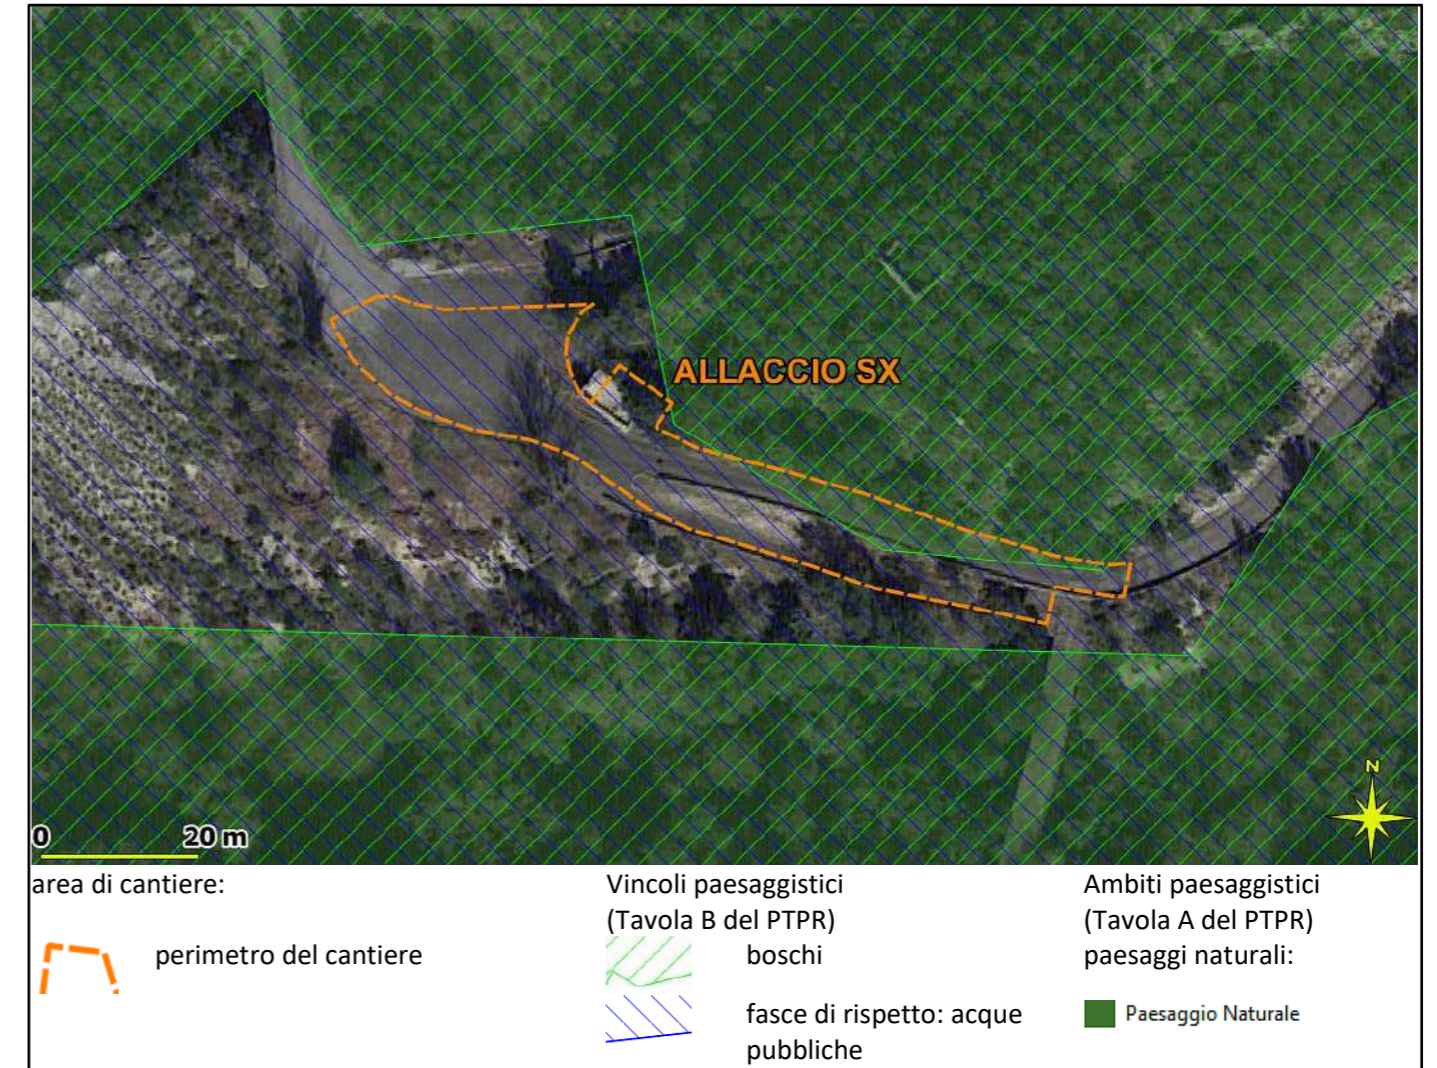 ALLACCIO SX
N
0 20 m
area di cantiere:
perimetro del cantiere
Vincoli paesaggistici
(Tavola B del PTPR)
boschi
fasce di rispetto: acque
pubbliche
Ambiti paesaggistici
(Tavola A del PTPR)
paesaggi naturali:
Paesaggio Naturale